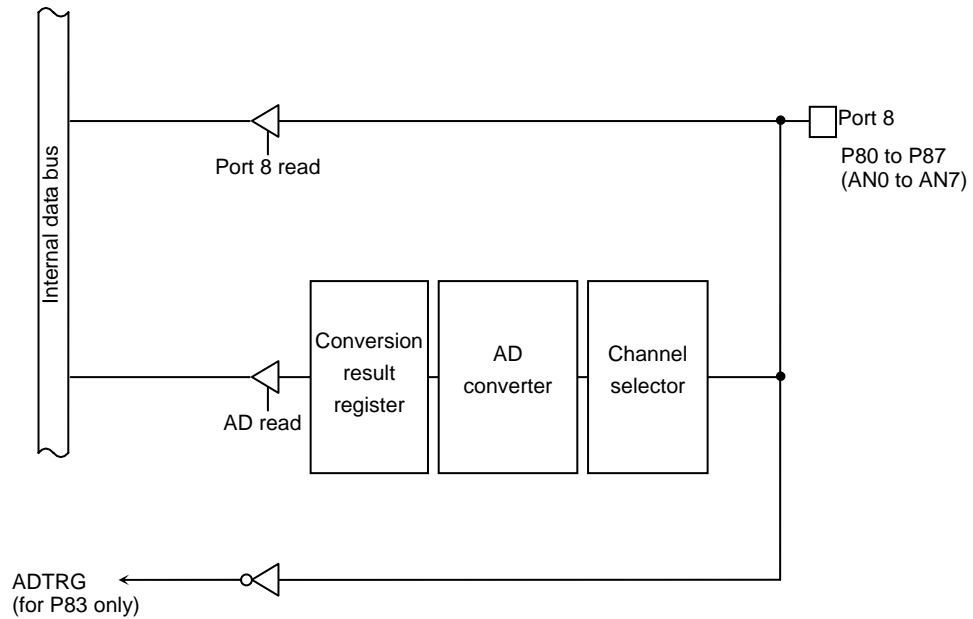 Port 8
Port 8 read
P80 to P87
(AN0 to AN7)
Internal data bus
Conversion
result
register
AD
converter
Channel
selector
AD read
ADTRG
(for P83 only)